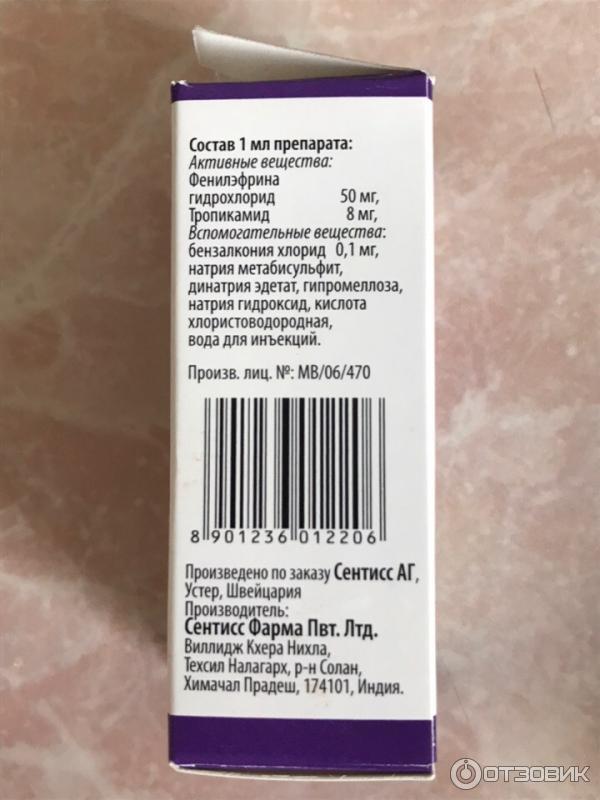 Состав 1 мл препарата:
Активные вещества:
Фенилэфрина
гидрохлорид 50 мг,
Тропикамид 8 мг,
Вспомогательные вещества:
бензалкония хлорид 0,1 мг,
натрия метабисульфит,
динатрия эдетат, гипромеллоза,
натрия гидроксид, кислота
хлористоводородная,
вода для инъекций.
Произв. лиц. №: MB/06/470
8 901236 012206
Произведено по заказу Сентисс АГ,
Устер, Швейцария
Производитель:
Сентисс Фарма Пвт. Лтд.
Виллидж Кхера Нихла,
Техсил Налагарх, р-н Солан,
Химачал Прадеш, 174101, Индия.
ОТЗОВИК